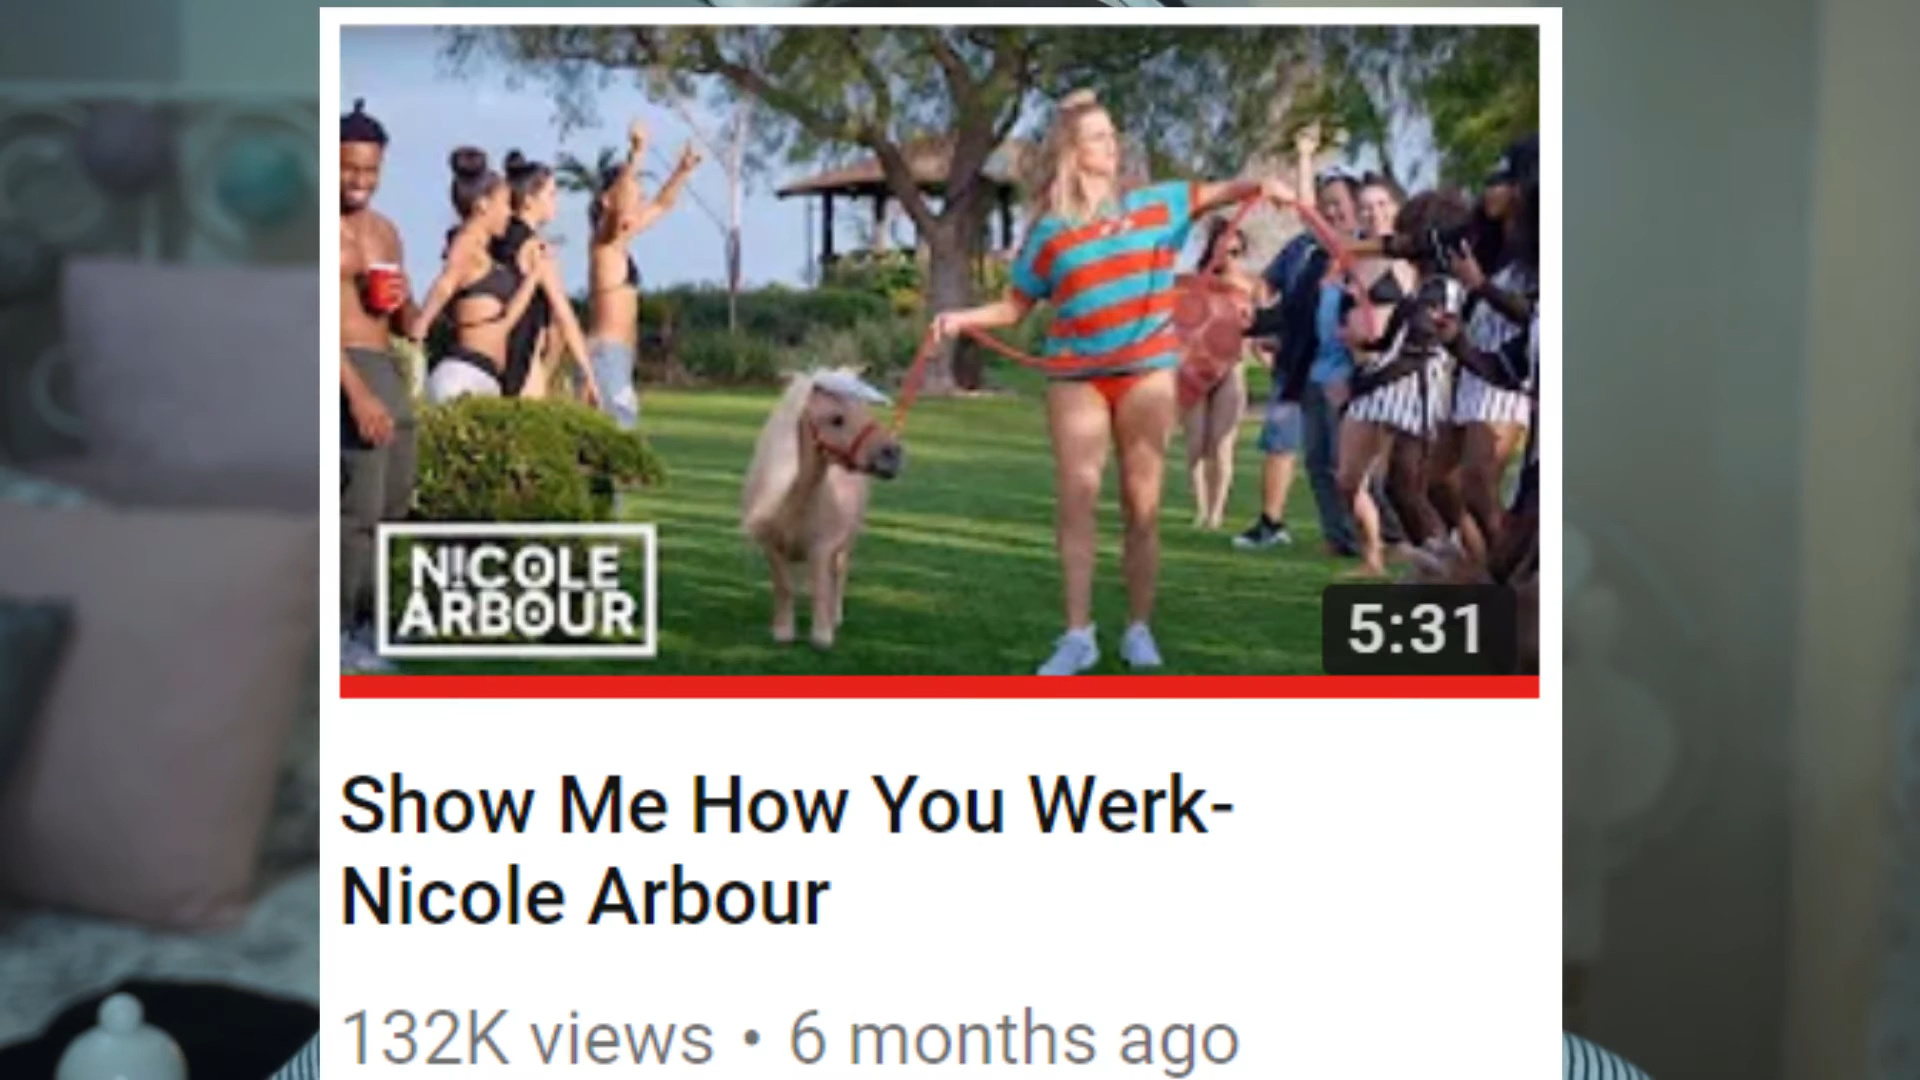 N!COLE
ARBOUR
5:31
Show Me How You Werk-
Nicole Arbour
132K views • 6 months ago